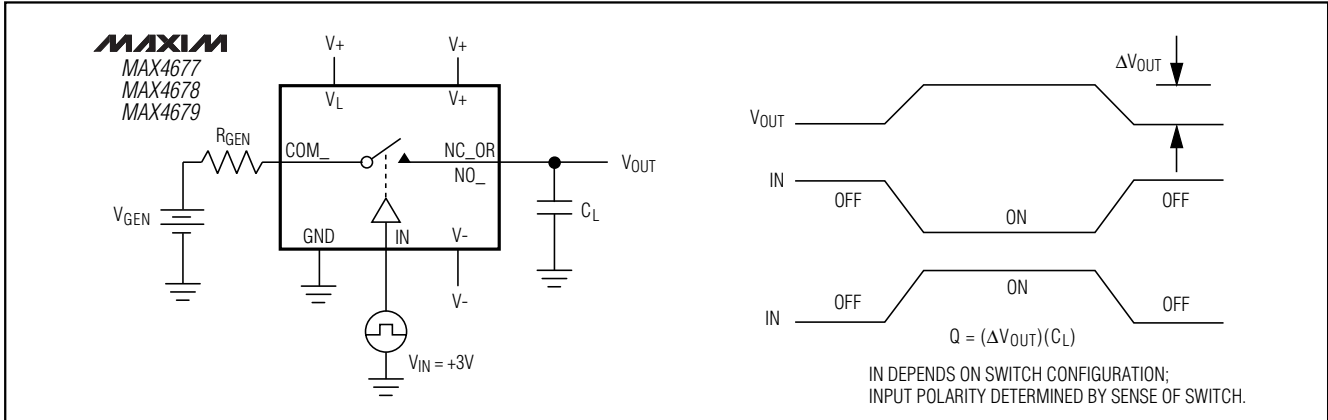 MAXIM
MAX4677
MAX4678
MAX4679
V+
V+
VL
V+
RGEN
COM_
NC_OR
NO_
VOUT
VGEN
CL
GND
IN
V-
V-
VIN = +3V
ΔVOUT
VOUT
IN
OFF
ON
OFF
IN
OFF
ON
OFF
Q = (ΔVOUT)(CL)
IN DEPENDS ON SWITCH CONFIGURATION;
INPUT POLARITY DETERMINED BY SENSE OF SWITCH.